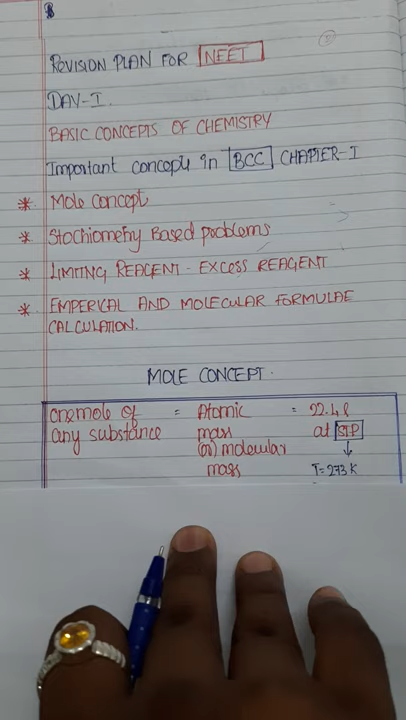 REVISION PLAN FOR NEET
DAY-I.
BASIC CONCEPTS OF CHEMISTRY
Important concepts in BCC CHAPTER-I
* Mole Concept
* Stochiometry Based problems
* LIMITING REAGENT - EXCESS REAGENT
* EMPERICAL AND MOLECULAR FORMULAE
CALCULATION.
MOLE CONCEPT.
One mole of = Atomic = 22.4 l
any substance mass at STP
(or) molecular ↓
mass T=273 K